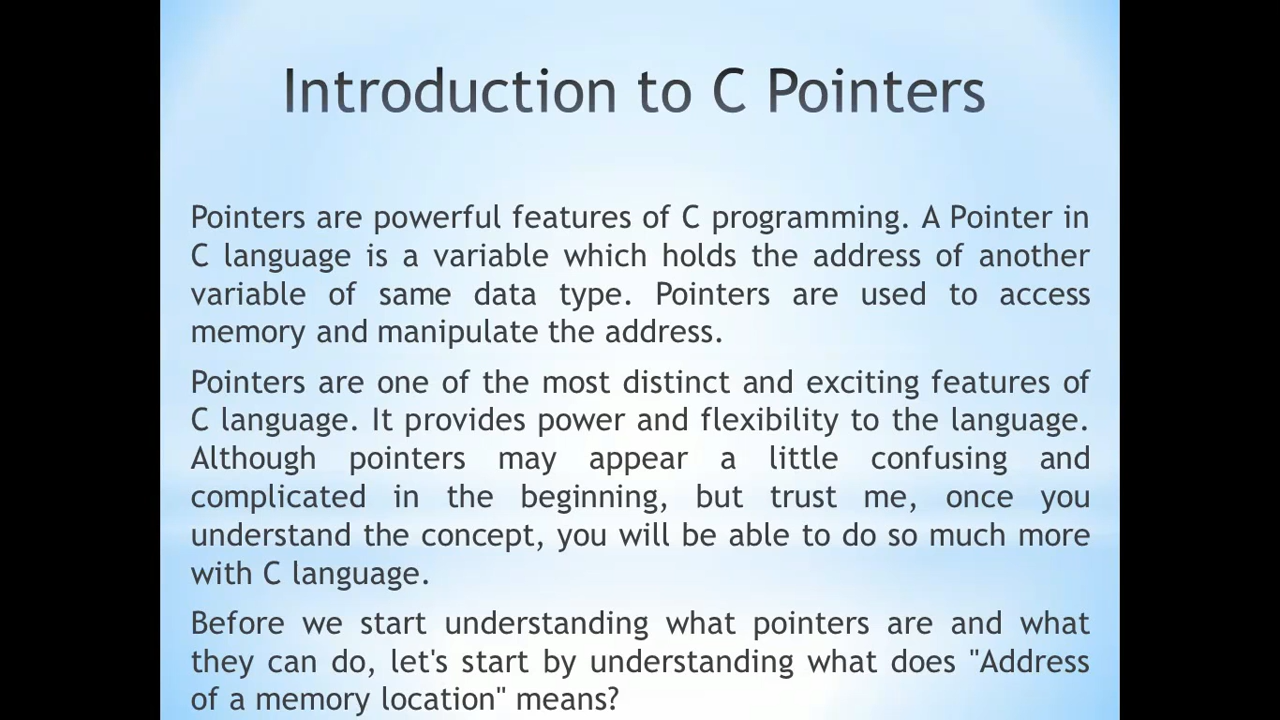 Introduction to C Pointers
Pointers are powerful features of C programming. A Pointer in
C language is a variable which holds the address of another
variable of same data type. Pointers are used to access
memory and manipulate the address.
Pointers are one of the most distinct and exciting features of
C language. It provides power and flexibility to the language.
Although pointers may appear a little confusing and
complicated in the beginning, but trust me, once you
understand the concept, you will be able to do so much more
with C language.
Before we start understanding what pointers are and what
they can do, let's start by understanding what does "Address
of a memory location" means?